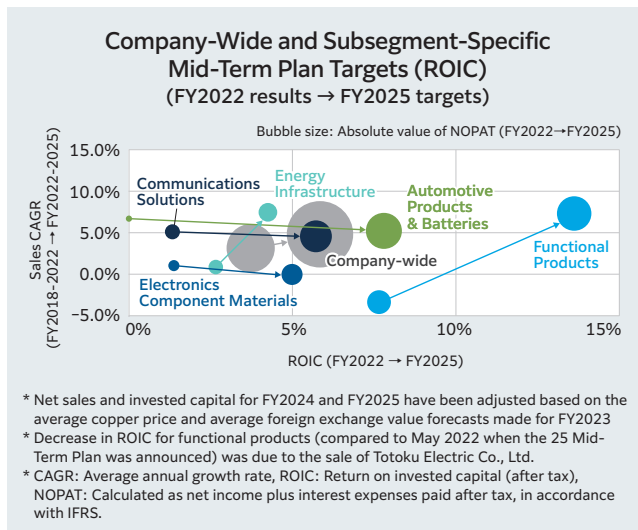 Company-Wide and Subsegment-Specific
Mid-Term Plan Targets (ROIC)
(FY2022 results → FY2025 targets)
Bubble size: Absolute value of NOPAT (FY2022→FY2025)
Sales CAGR
(FY2018-2022 → FY2022-2025)
15.0%
10.0%
5.0%
0.0%
−5.0%
Communications
Solutions
Energy
Infrastructure
Automotive
Products
& Batteries
Functional
Products
Company-wide
Electronics
Component Materials
0%
5%
10%
15%
ROIC (FY2022 → FY2025)
* Net sales and invested capital for FY2024 and FY2025 have been adjusted based on the
average copper price and average foreign exchange value forecasts made for FY2023
* Decrease in ROIC for functional products (compared to May 2022 when the 25 Mid-
Term Plan was announced) was due to the sale of Totoku Electric Co., Ltd.
* CAGR: Average annual growth rate, ROIC: Return on invested capital (after tax),
NOPAT: Calculated as net income plus interest expenses paid after tax, in accordance
with IFRS.